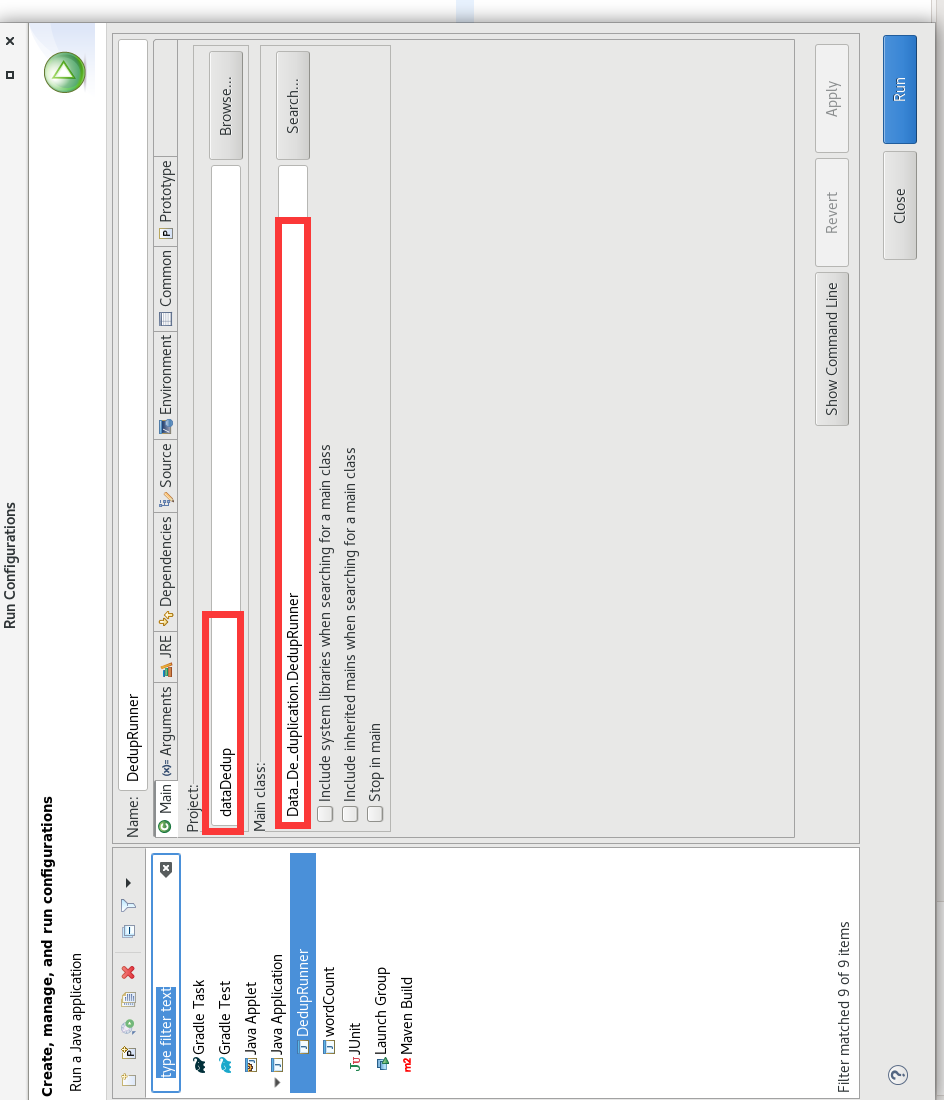 Run Configurations
Create, manage, and run configurations
Run a Java application
type filter text
Gradle Task
Gradle Test
Java Applet
Java Application
DedupRunner
wordCount
JUnit
Launch Group
Maven Build
Filter matched 9 of 9 items
Name: DedupRunner
Main (x)= Arguments JRE Dependencies Source Environment Common Prototype
Project:
dataDedup Browse...
Main class:
Data_De_duplication.DedupRunner Search...
Include system libraries when searching for a main class
Include inherited mains when searching for a main class
Stop in main
Show Command Line Revert Apply
? Close Run